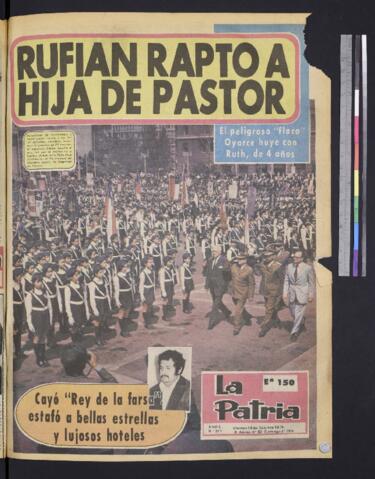 RUFIAN RAPTO A
HIJA DE PASTOR
El peligroso "Flaco"
Oyarce huye con
Ruth, de 4 años
Cayó "Rey de la farsa
estafó a bellas estrellas
y lujosos hoteles
La
Patria
Eº 150